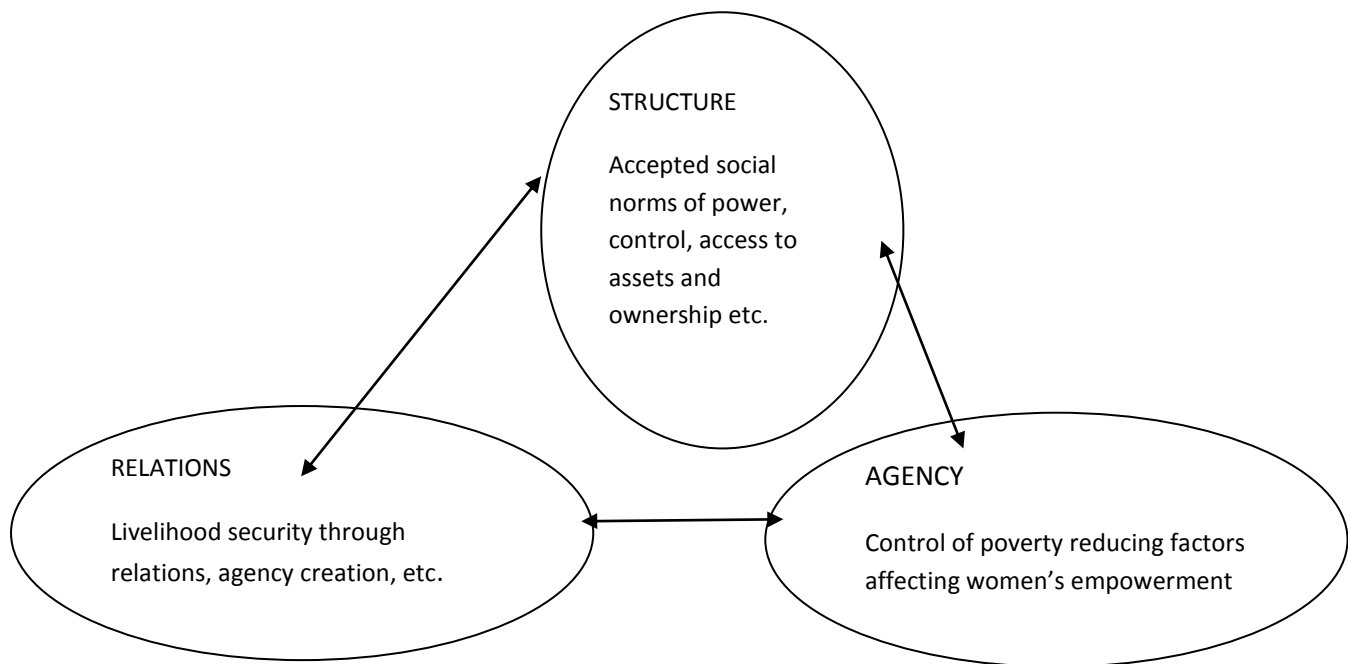 STRUCTURE
Accepted social
norms of power,
control, access to
assets and
ownership etc.
RELATIONS
Livelihood security through
relations, agency creation, etc.
AGENCY
Control of poverty reducing factors
affecting women’s empowerment